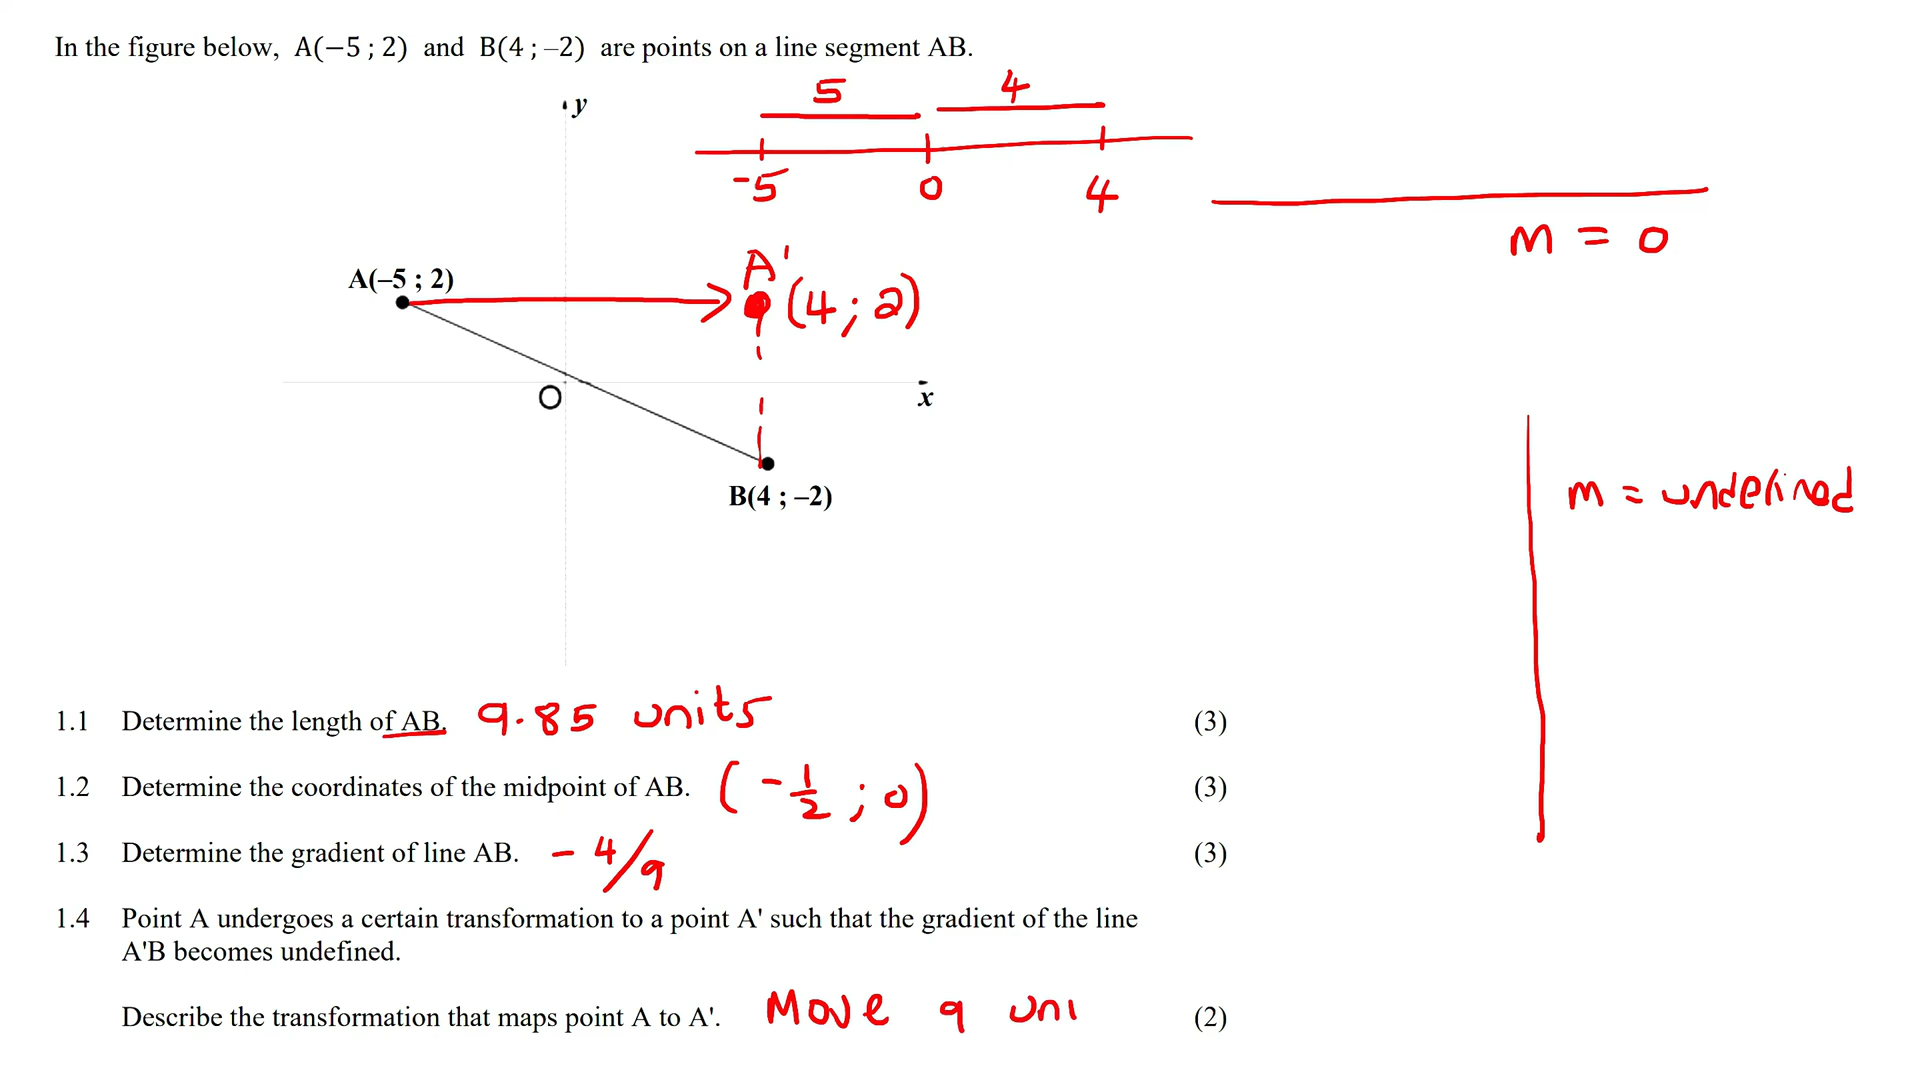 In the figure below, A(−5 ; 2) and B(4 ; –2) are points on a line segment AB.
5
4
y
-5
0
4
m = 0
A'
A(–5 ; 2)
(4 ; 2)
O
x
B(4 ; –2)
m = undefined
1.1 Determine the length of AB. 9.85 units (3)
1.2 Determine the coordinates of the midpoint of AB. (-1/2 ; 0) (3)
1.3 Determine the gradient of line AB. -4/9 (3)
1.4 Point A undergoes a certain transformation to a point A' such that the gradient of the line
A'B becomes undefined.
Describe the transformation that maps point A to A'. Move 9 uni (2)